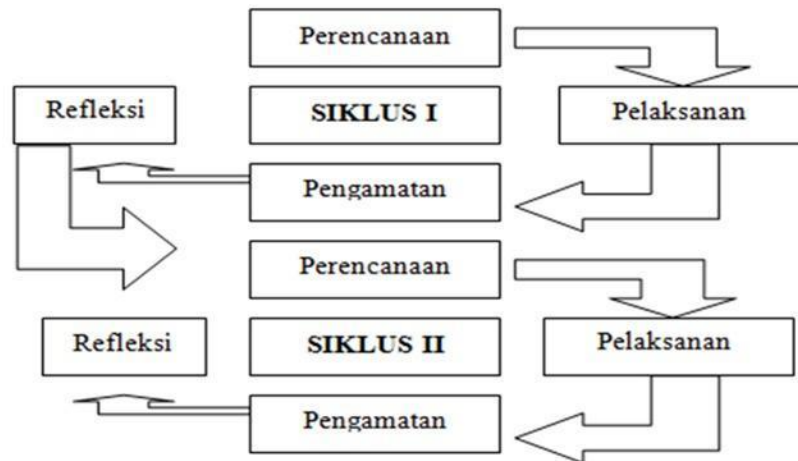 Perencanaan
Refleksi
SIKLUS I
Pelaksanan
Pengamatan
Perencanaan
Refleksi
SIKLUS II
Pelaksanan
Pengamatan